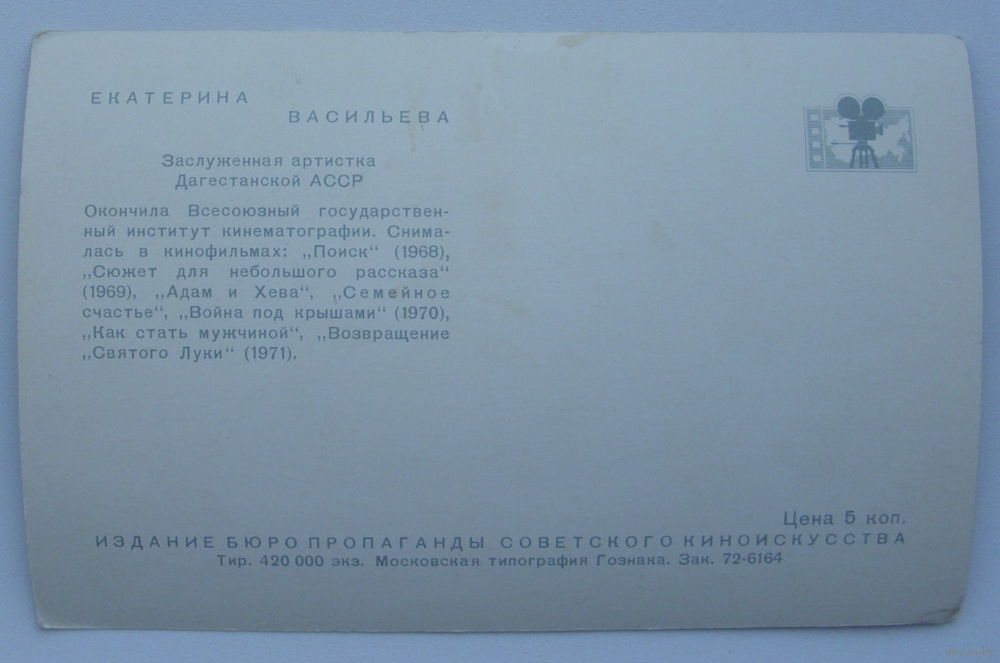 ЕКАТЕРИНА
ВАСИЛЬЕВА
Заслуженная артистка
Дагестанской АССР
Окончила Всесоюзный государствен-
ный институт кинематографии. Снима-
лась в кинофильмах: „Поиск“ (1968),
„Сюжет для небольшого рассказа“
(1969), „Адам и Хева“, „Семейное
счастье“, „Война под крышами“ (1970),
„Как стать мужчиной“, „Возвращение
„Святого Луки“ (1971).
Цена 5 коп.
ИЗДАНИЕ БЮРО ПРОПАГАНДЫ СОВЕТСКОГО КИНОИСКУССТВА
Тир. 420 000 экз. Московская типография Гознака. Зак. 72-6164